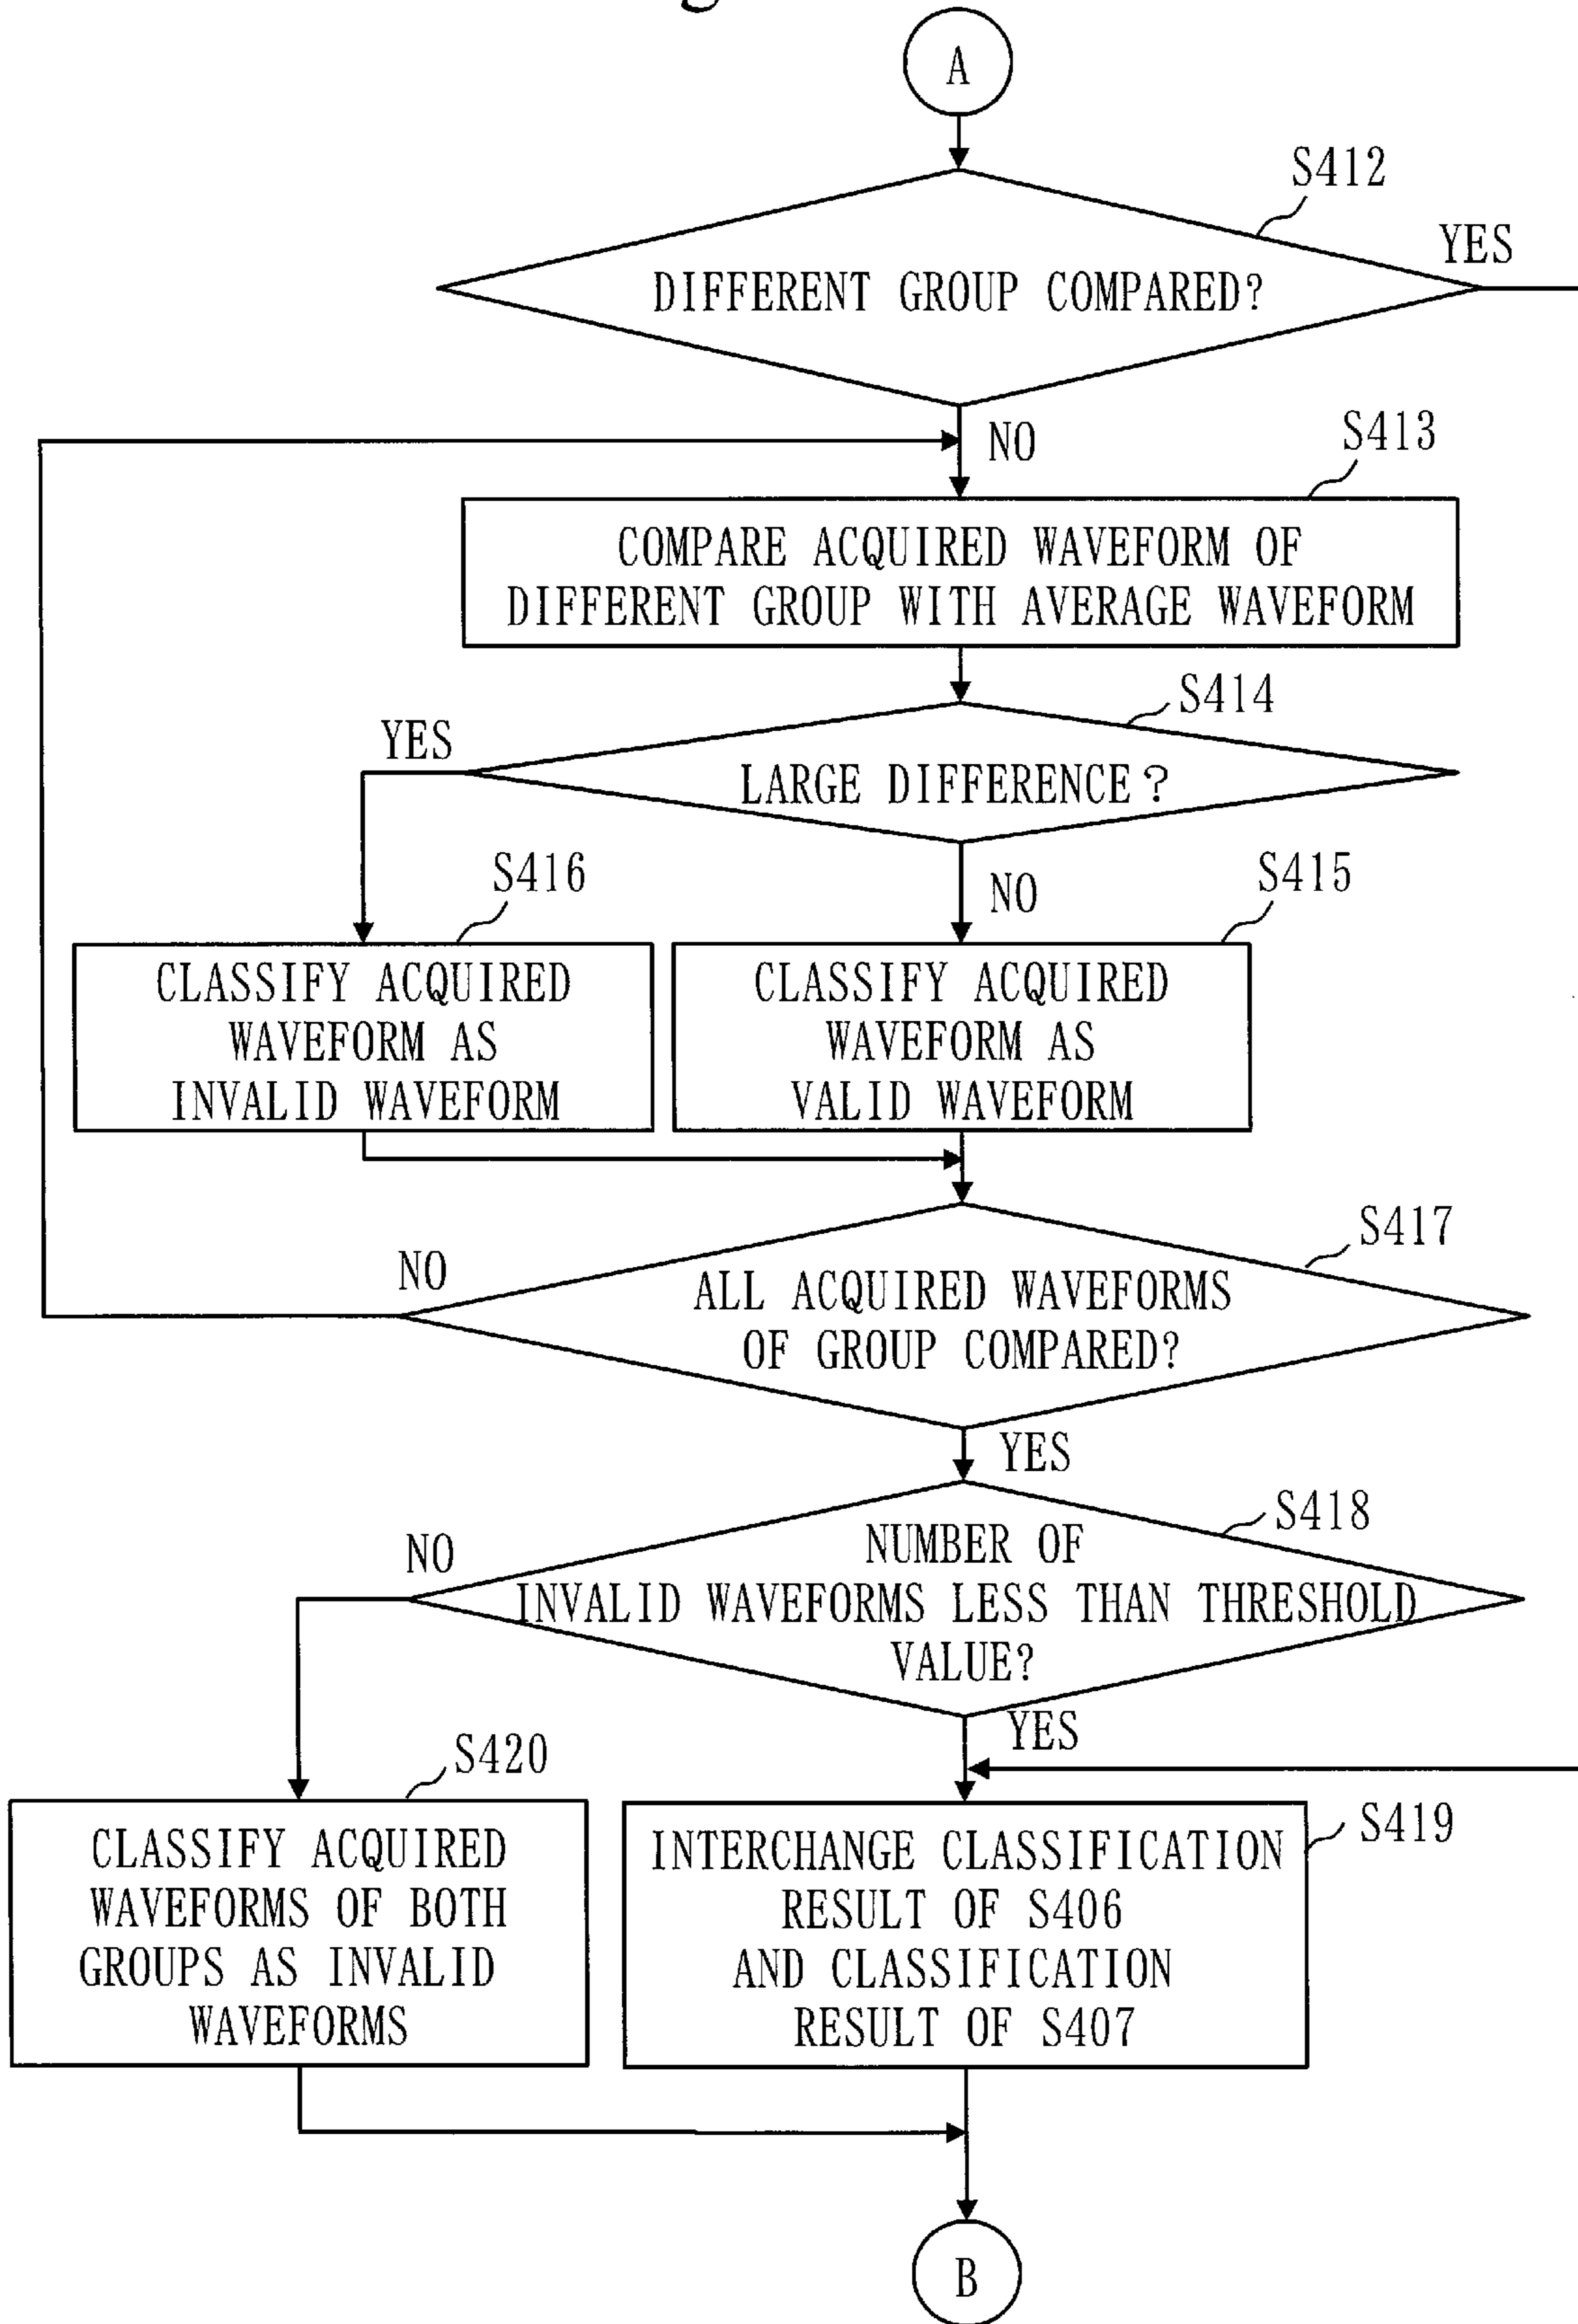 A
S412
YES
DIFFERENT GROUP COMPARED?
NO
S413
COMPARE ACQUIRED WAVEFORM OF
DIFFERENT GROUP WITH AVERAGE WAVEFORM
S414
YES
LARGE DIFFERENCE?
S416
NO
S415
CLASSIFY ACQUIRED
WAVEFORM AS
INVALID WAVEFORM
CLASSIFY ACQUIRED
WAVEFORM AS
VALID WAVEFORM
S417
NO
ALL ACQUIRED WAVEFORMS
OF GROUP COMPARED?
YES
S418
NO
NUMBER OF
INVALID WAVEFORMS LESS THAN THRESHOLD
VALUE?
YES
S420
CLASSIFY ACQUIRED
WAVEFORMS OF BOTH
GROUPS AS INVALID
WAVEFORMS
S419
INTERCHANGE CLASSIFICATION
RESULT OF S406
AND CLASSIFICATION
RESULT OF S407
B